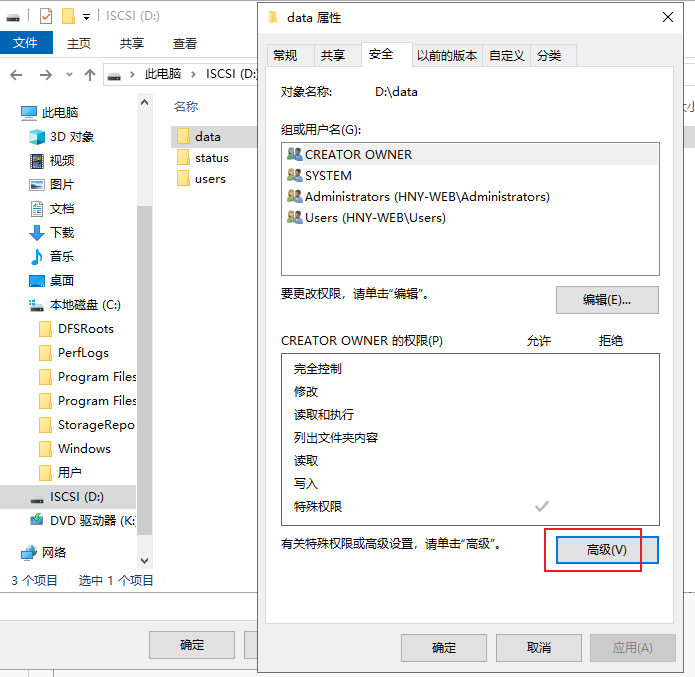 ISCSI (D:)
文件 主页 共享 查看
此电脑 ISCSI (D:)
此电脑
3D 对象
视频
图片
文档
下载
音乐
桌面
本地磁盘 (C:)
DFSRoots
PerfLogs
Program Files
Program Files
StorageRepo
Windows
用户
ISCSI (D:)
DVD 驱动器 (K:)
网络
名称
data
status
users
3 个项目 选中 1 个项目
确定
data 属性
常规 共享 安全 以前的版本 自定义 分类
对象名称: D:\data
组或用户名(G):
CREATOR OWNER
SYSTEM
Administrators (HNY-WEB\Administrators)
Users (HNY-WEB\Users)
要更改权限，请单击“编辑”。
编辑(E)...
CREATOR OWNER 的权限(P) 允许 拒绝
完全控制
修改
读取和执行
列出文件夹内容
读取
写入
特殊权限
有关特殊权限或高级设置，请单击“高级”。
高级(V)
确定 取消 应用(A)